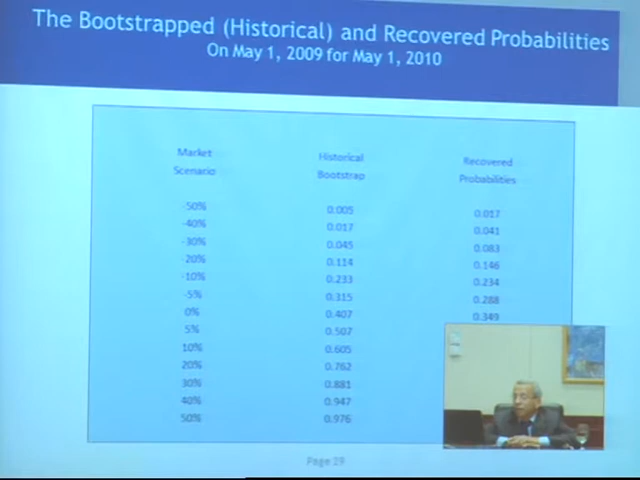 The Bootstrapped (Historical) and Recovered Probabilities
On May 1, 2009 for May 1, 2010
Market Scenario Historical Bootstrap Recovered Probabilities
-50% 0.005 0.017
-40% 0.017 0.041
-30% 0.045 0.083
-20% 0.114 0.146
-10% 0.233 0.234
-5% 0.315 0.288
0% 0.407 0.349
5% 0.507
10% 0.605
20% 0.762
30% 0.881
40% 0.947
50% 0.976
Page 29